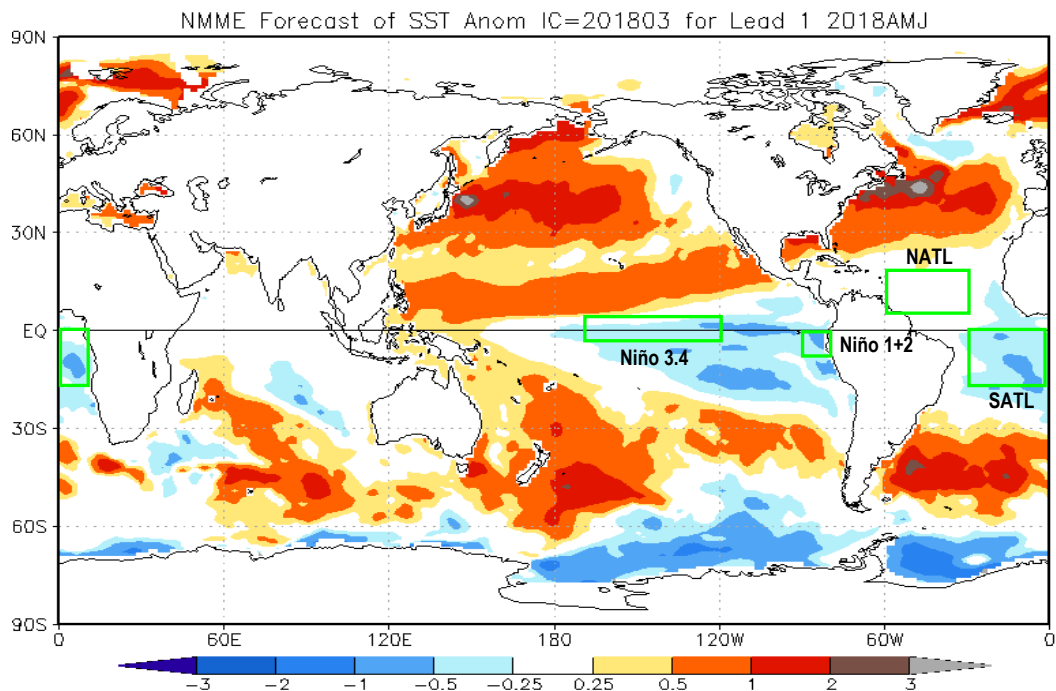 NMME Forecast of SST Anom IC=201803 for Lead 1 2018AMJ
90N
60N
30N
EQ
30S
60S
90S
NATL
Niño 3.4
Niño 1+2
SATL
0
60E
120E
180
120W
60W
0
−3
−2
−1
−0.5
−0.25
0.25
0.5
1
2
3